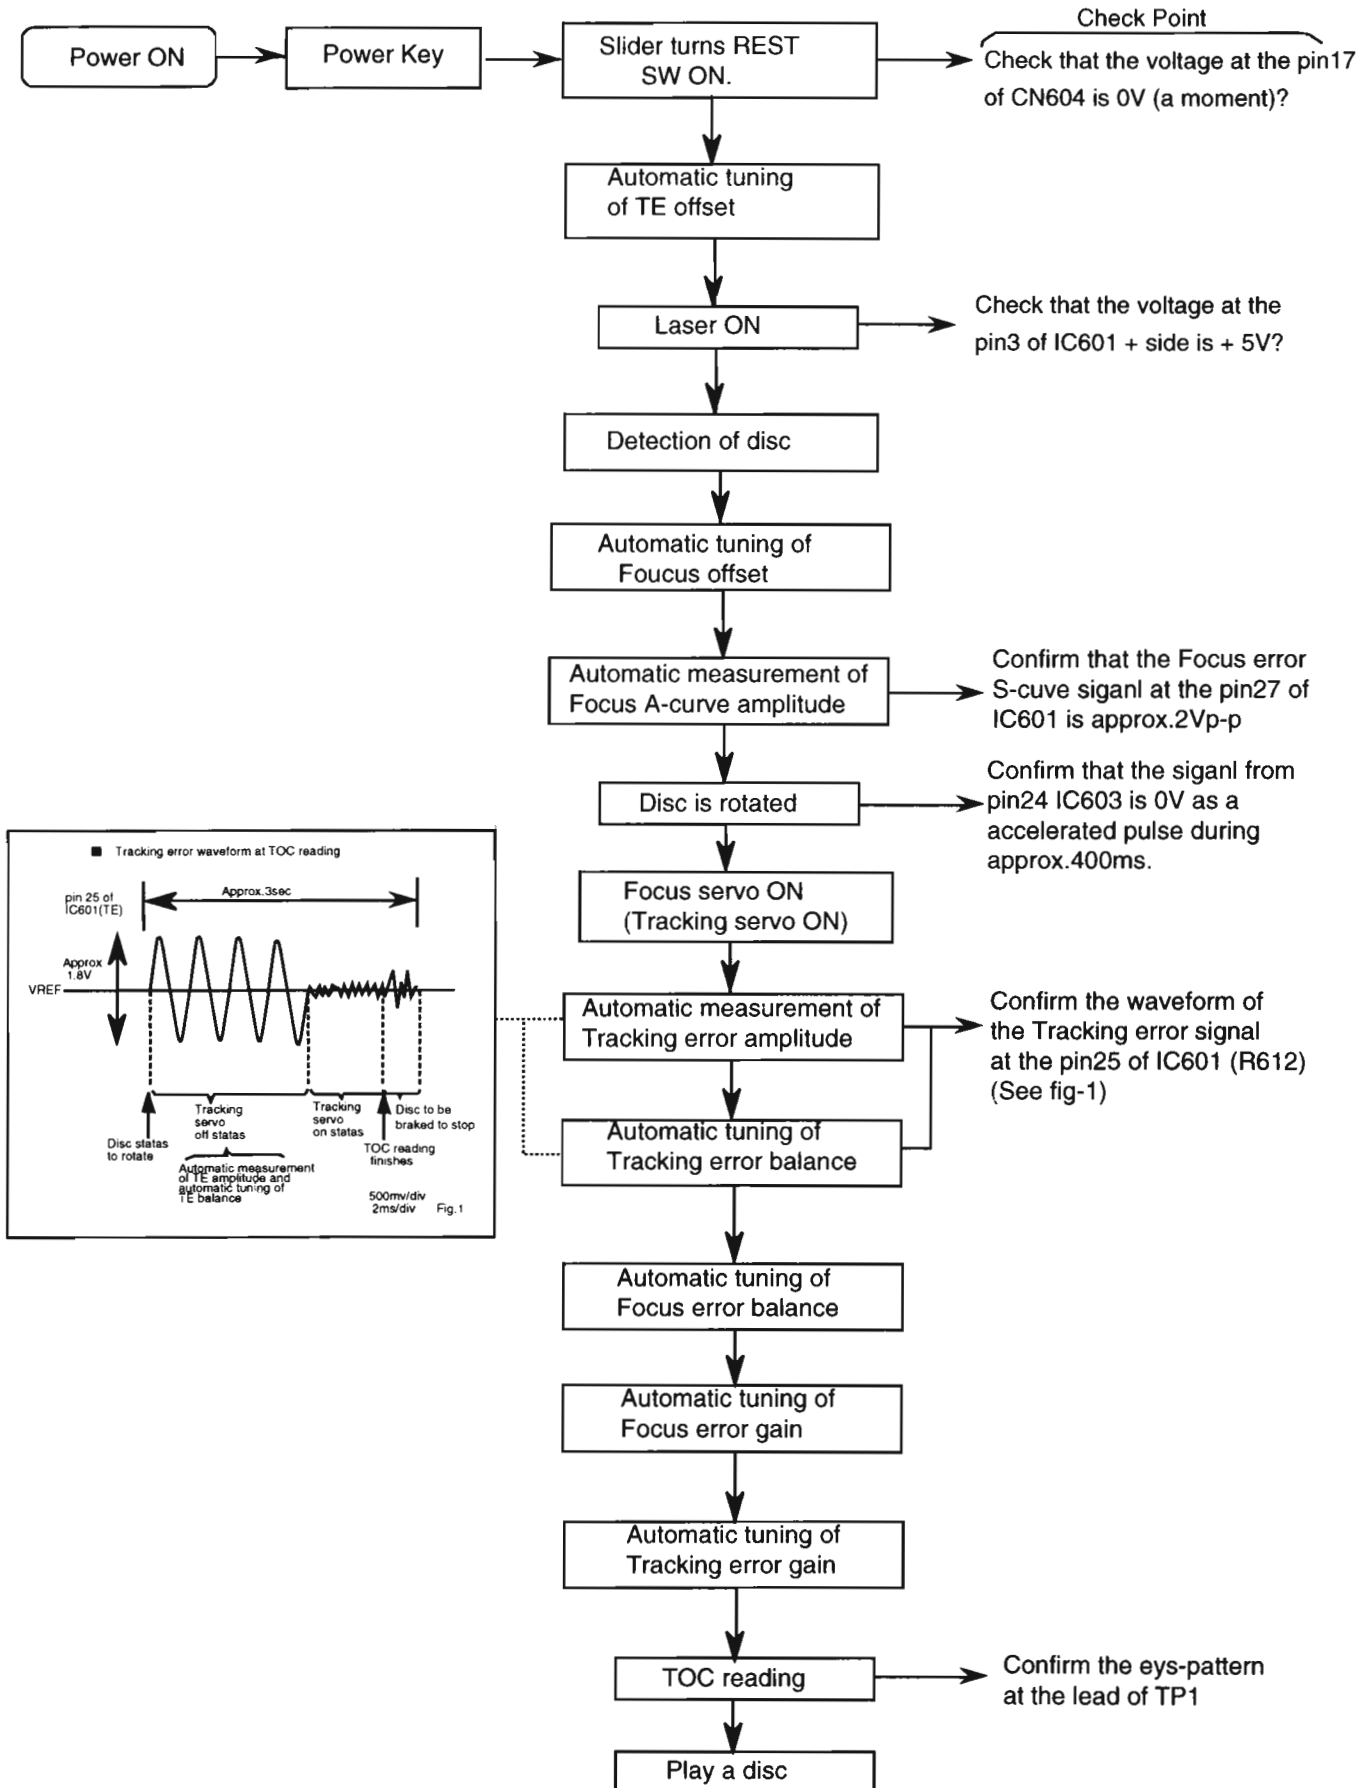 Check Point
Power ON
Power Key
Slider turns REST
SW ON.
Check that the voltage at the pin17
of CN604 is 0V (a moment)?
Automatic tuning
of TE offset
Laser ON
Check that the voltage at the
pin3 of IC601 + side is + 5V?
Detection of disc
Automatic tuning of
Foucus offset
Automatic measurement of
Focus A-curve amplitude
Confirm that the Focus error
S-cuve siganl at the pin27 of
IC601 is approx.2Vp-p
Disc is rotated
Confirm that the siganl from
pin24 IC603 is 0V as a
accelerated pulse during
approx.400ms.
Focus servo ON
(Tracking servo ON)
■ Tracking error waveform at TOC reading
pin 25 of
IC601(TE)
Approx.3sec
Approx
1.8V
VREF
Tracking
servo
off statas
Tracking
servo
on statas
Disc to be
braked to stop
Disc statas
to rotate
TOC reading
finishes
Automatic measurement
of TE amplitude and
automatic tuning of
TE balance
500mv/div
2ms/div
Fig.1
Automatic measurement of
Tracking error amplitude
Confirm the waveform of
the Tracking error signal
at the pin25 of IC601 (R612)
(See fig-1)
Automatic tuning of
Tracking error balance
Automatic tuning of
Focus error balance
Automatic tuning of
Focus error gain
Automatic tuning of
Tracking error gain
TOC reading
Confirm the eys-pattern
at the lead of TP1
Play a disc